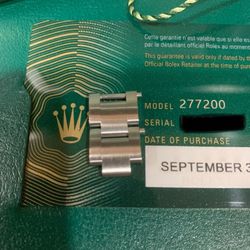 Cette garantie n'est valable que si elle est
par le détaillant officiel Rolex au moment
This guarantee is valid only if dated by the
Official Rolex Retailer at the time of purc
MODEL 277200
SERIAL
DATE OF PURCHASE
SEPTEMBER 3